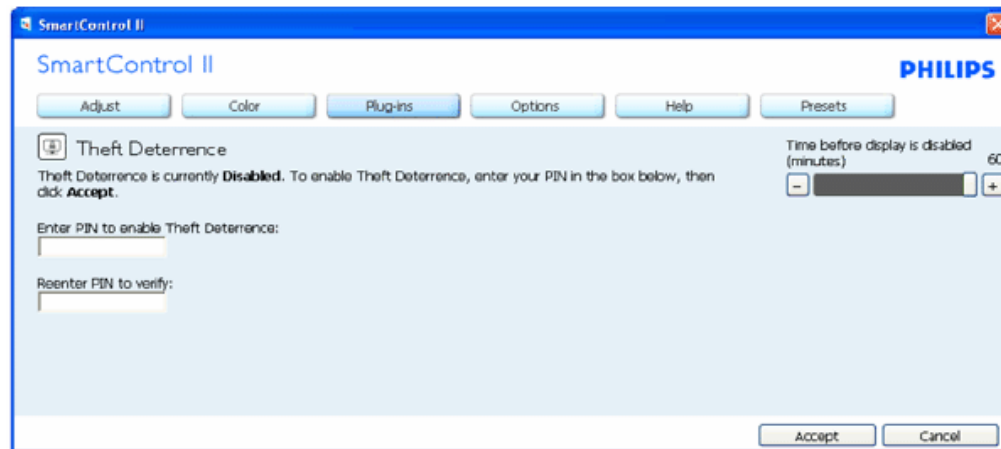 SmartControl II
SmartControl II
PHILIPS
Adjust
Color
Plug-ins
Options
Help
Presets
Theft Deterrence
Theft Deterrence is currently Disabled. To enable Theft Deterrence, enter your PIN in the box below, then
click Accept.
Enter PIN to enable Theft Deterrence:
Reenter PIN to verify:
Time before display is disabled
(minutes)
60
-
+
Accept
Cancel